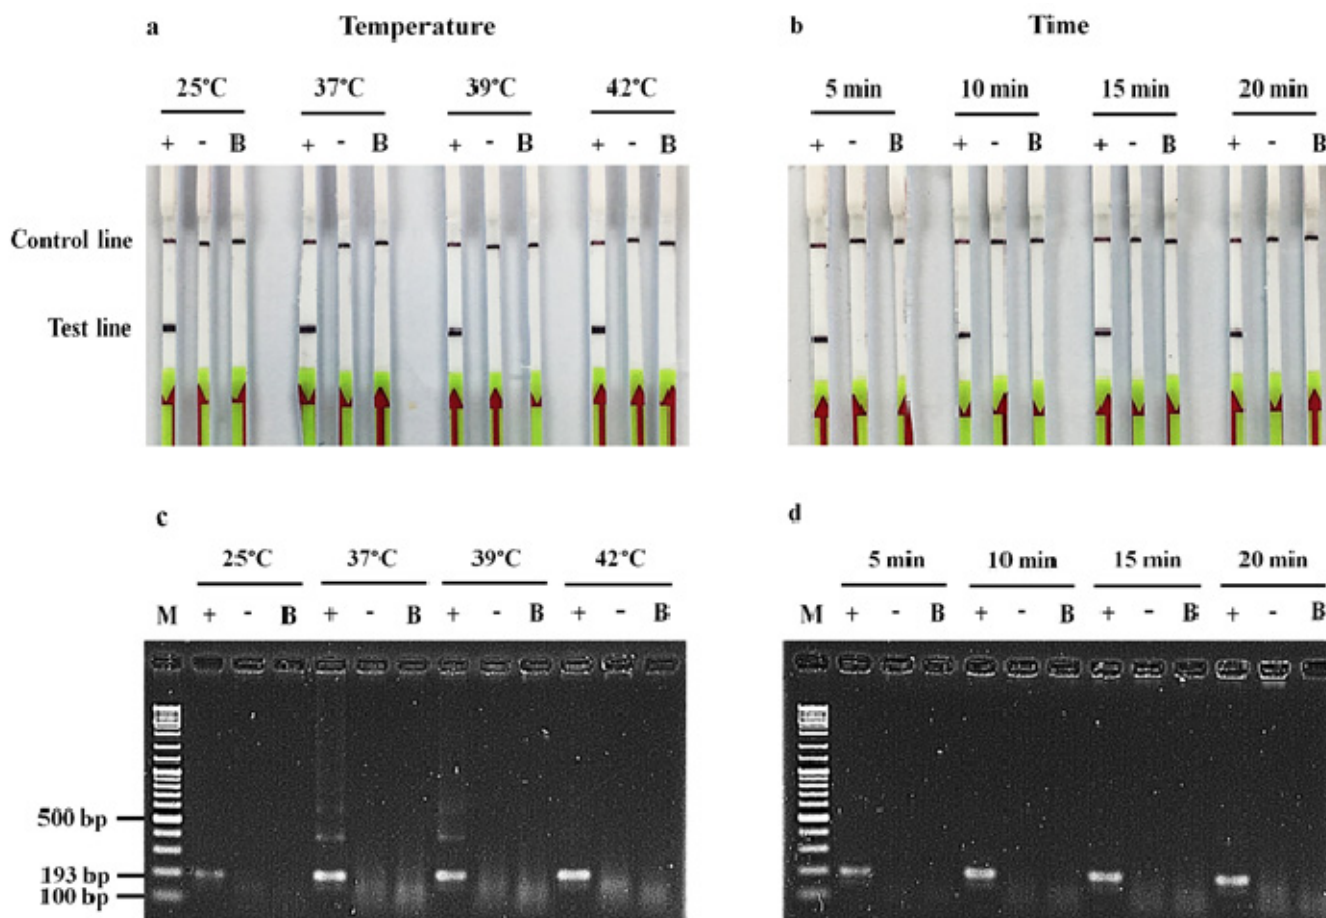 a Temperature
25°C 37°C 39°C 42°C
+ - B + - B + - B + - B
Control line
Test line
b Time
5 min 10 min 15 min 20 min
+ - B + - B + - B + - B
c
25°C 37°C 39°C 42°C
M + - B + - B + - B + - B
500 bp
193 bp
100 bp
d
5 min 10 min 15 min 20 min
M + - B + - B + - B + - B